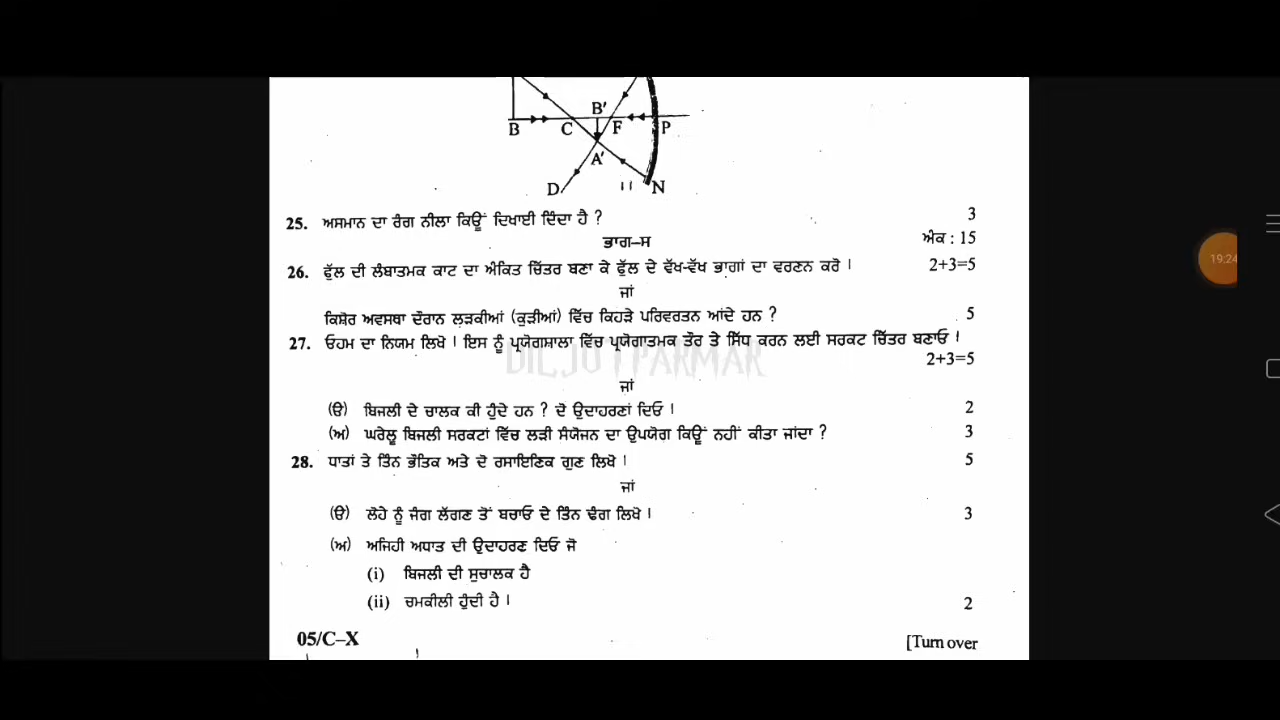 B C B' F P
A'
D N
25. ਅਸਮਾਨ ਦਾ ਰੰਗ ਨੀਲਾ ਕਿਉਂ ਦਿਖਾਈ ਦਿੰਦਾ ਹੈ ? 3
ਭਾਗ–ਸ ਅੰਕ : 15
26. ਫੁੱਲ ਦੀ ਲੰਬਾਤਮਕ ਕਾਟ ਦਾ ਅੰਕਿਤ ਚਿੱਤਰ ਬਣਾ ਕੇ ਫੁੱਲ ਦੇ ਵੱਖ-ਵੱਖ ਭਾਗਾਂ ਦਾ ਵਰਣਨ ਕਰੋ । 2+3=5
ਜਾਂ
ਕਿਸ਼ੋਰ ਅਵਸਥਾ ਦੌਰਾਨ ਲੜਕੀਆਂ (ਕੁੜੀਆਂ) ਵਿੱਚ ਕਿਹੜੇ ਪਰਿਵਰਤਨ ਆਂਦੇ ਹਨ ? 5
27. ਓਹਮ ਦਾ ਨਿਯਮ ਲਿਖੋ । ਇਸ ਨੂੰ ਪ੍ਰਯੋਗਸ਼ਾਲਾ ਵਿੱਚ ਪ੍ਰਯੋਗਾਤਮਕ ਤੌਰ ਤੇ ਸਿੱਧ ਕਰਨ ਲਈ ਸਰਕਟ ਚਿੱਤਰ ਬਣਾਓ ।
2+3=5
DILJOTPARMAR
ਜਾਂ
(ੳ) ਬਿਜਲੀ ਦੇ ਚਾਲਕ ਕੀ ਹੁੰਦੇ ਹਨ ? ਦੋ ਉਦਾਹਰਣਾਂ ਦਿਓ । 2
(ਅ) ਘਰੇਲੂ ਬਿਜਲੀ ਸਰਕਟਾਂ ਵਿੱਚ ਲੜੀ ਸੰਯੋਜਨ ਦਾ ਉਪਯੋਗ ਕਿਉਂ ਨਹੀਂ ਕੀਤਾ ਜਾਂਦਾ ? 3
28. ਧਾਤਾਂ ਤੇ ਤਿੰਨ ਭੌਤਿਕ ਅਤੇ ਦੋ ਰਸਾਇਣਿਕ ਗੁਣ ਲਿਖੋ । 5
ਜਾਂ
(ੳ) ਲੋਹੇ ਨੂੰ ਜੰਗ ਲੱਗਣ ਤੋਂ ਬਚਾਓ ਦੇ ਤਿੰਨ ਢੰਗ ਲਿਖੋ । 3
(ਅ) ਅਜਿਹੀ ਅਧਾਤ ਦੀ ਉਦਾਹਰਣ ਦਿਓ ਜੋ
(i) ਬਿਜਲੀ ਦੀ ਸੁਚਾਲਕ ਹੈ
(ii) ਚਮਕੀਲੀ ਹੁੰਦੀ ਹੈ । 2
05/C–X [Turn over
19:24